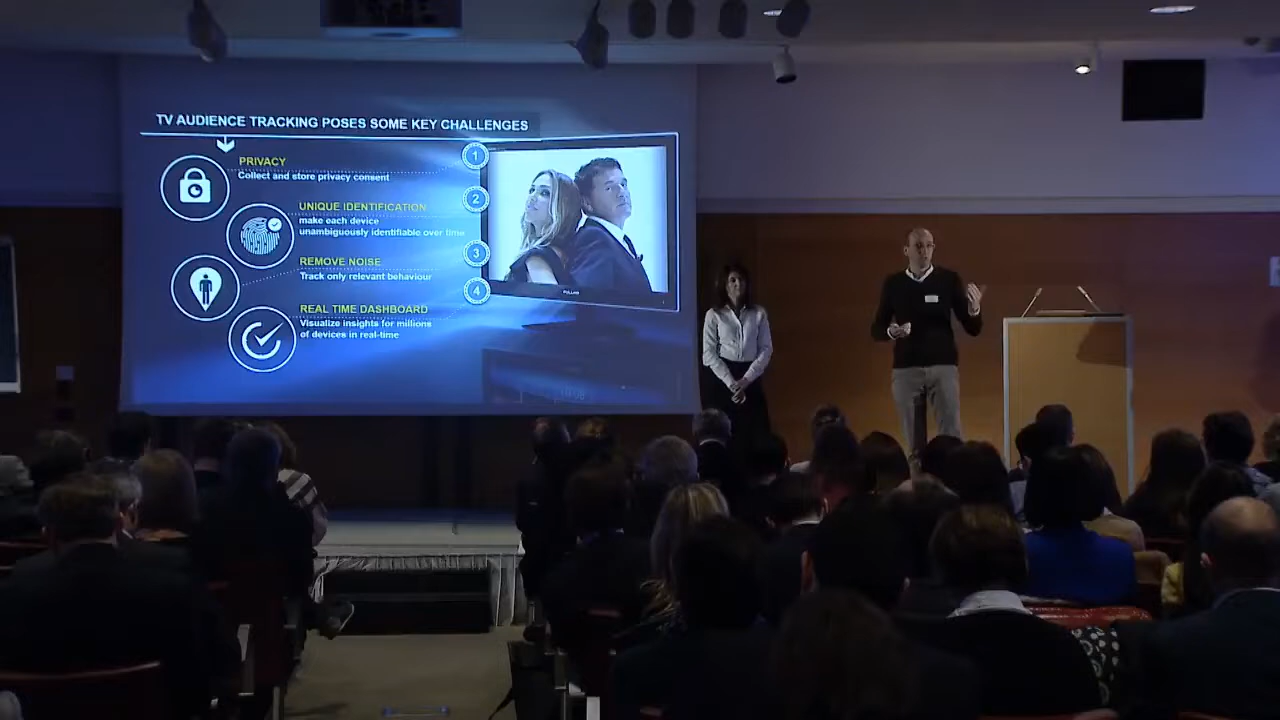 TV AUDIENCE TRACKING POSES SOME KEY CHALLENGES
PRIVACY
Collect and store privacy consent
UNIQUE IDENTIFICATION
make each device
unambiguously identifiable over time
REMOVE NOISE
Track only relevant behaviour
REAL TIME DASHBOARD
Visualize insights for millions
of devices in real-time
1
2
3
4